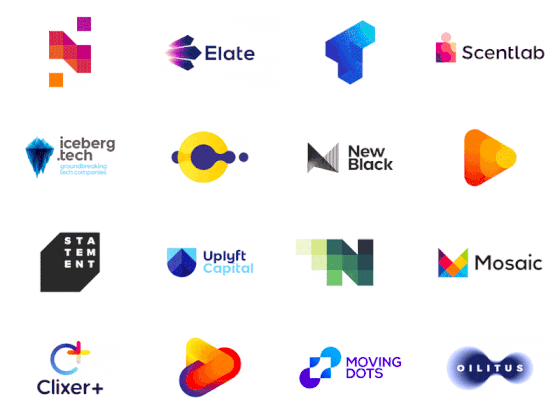 Elate
Scentlab
iceberg
.tech
groundbreaking
tech companies
New
Black
STA
TEM
ENT
Uplyft
Capital
N
Mosaic
Clixer+
MOVING
DOTS
OILITUS